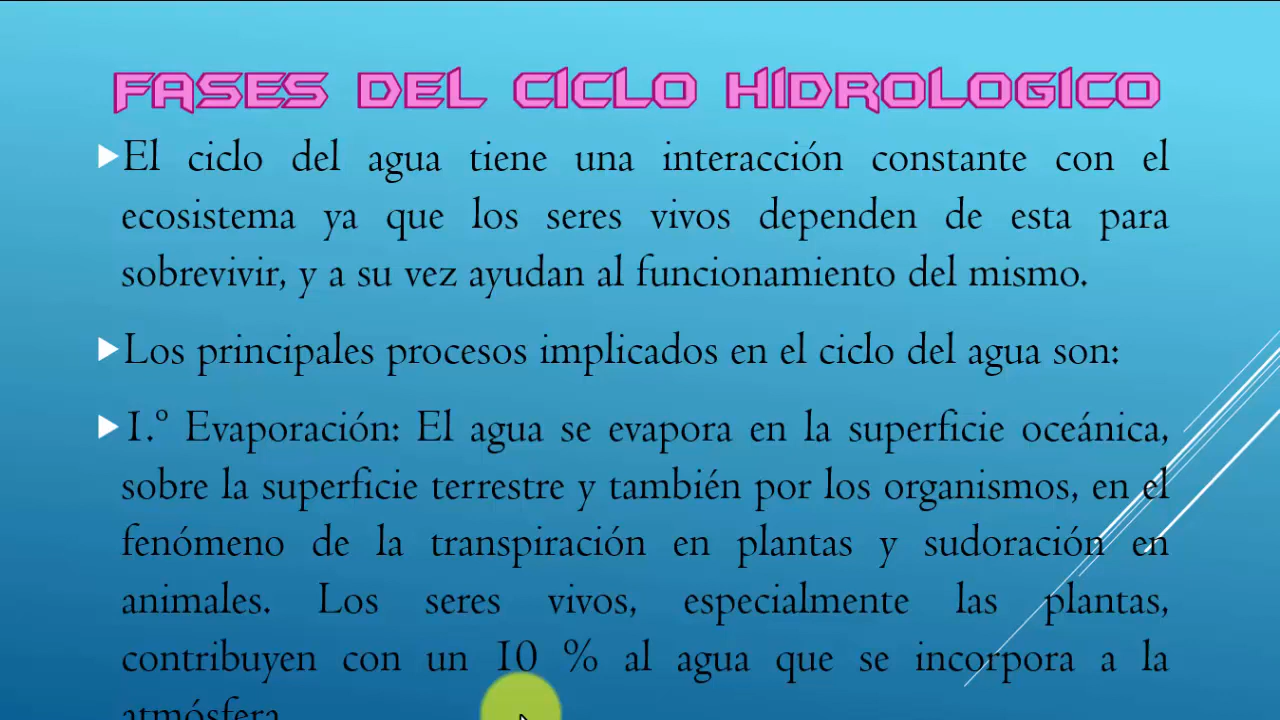 FASES DEL CICLO HIDROLOGICO
El ciclo del agua tiene una interacción constante con el
ecosistema ya que los seres vivos dependen de esta para
sobrevivir, y a su vez ayudan al funcionamiento del mismo.
Los principales procesos implicados en el ciclo del agua son:
1.º Evaporación: El agua se evapora en la superficie oceánica,
sobre la superficie terrestre y también por los organismos, en el
fenómeno de la transpiración en plantas y sudoración en
animales. Los seres vivos, especialmente las plantas,
contribuyen con un 10 % al agua que se incorpora a la
atmósfera